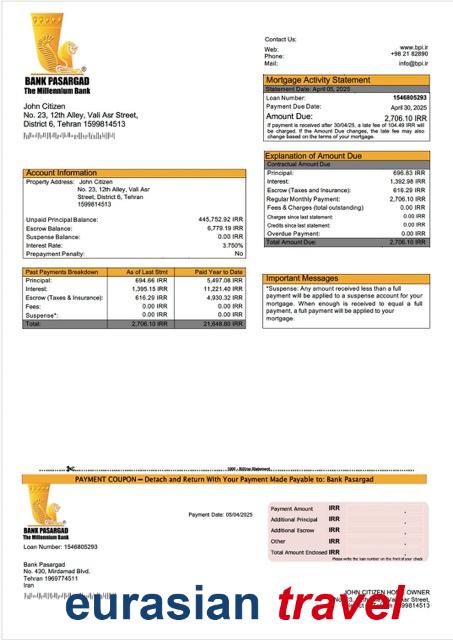 BANK PASARGAD
The Millennium Bank
John Citizen
No. 23, 12th Alley, Vali Asr Street,
District 6, Tehran 1599814513
Contact Us:
Web: www.bpi.ir
Phone: +98 21 82890
Mail: info@bpi.ir
Mortgage Activity Statement
Statement Date: April 05, 2025
Loan Number: 1546805293
Payment Due Date: April 30, 2025
Amount Due: 2,706.10 IRR
If payment is received after 30/04/25, a late fee of 104.49 IRR will
be charged. If the Amount Due changes, the late fee may also
change based on the terms of your mortgage.
Explanation of Amount Due
Contractual Amount Due
Principal: 696.83 IRR
Interest: 1,392.98 IRR
Escrow (Taxes and Insurance): 616.29 IRR
Regular Monthly Payment: 2,706.10 IRR
Fees & Charges (total outstanding) 0.00 IRR
Charges since last statement: 0.00 IRR
Credits since last statement: 0.00 IRR
Overdue Payment: 0.00 IRR
Total Amount Due: 2,706.10 IRR
Account Information
Property Address: John Citizen
No. 23, 12th Alley, Vali Asr
Street, District 6, Tehran
1599814513
Unpaid Principal Balance: 445,752.92 IRR
Escrow Balance: 6,779.19 IRR
Suspense Balance: 0.00 IRR
Interest Rate: 3.750%
Prepayment Penalty: No
Past Payments Breakdown As of Last Stmt Paid Year to Date
Principal: 694.66 IRR 5,497.08 IRR
Interest: 1,395.15 IRR 11,221.40 IRR
Escrow (Taxes & Insurance): 616.29 IRR 4,930.32 IRR
Fees: 0.00 IRR 0.00 IRR
Suspense*: 0.00 IRR 0.00 IRR
Total: 2,706.10 IRR 21,648.80 IRR
Important Messages
*Suspense: Any amount received less than a full
payment will be applied to a suspense account for your
mortgage. When enough is received to equal a full
payment, a full payment will be applied to your
mortgage.
PAYMENT COUPON – Detach and Return With Your Payment Made Payable to: Bank Pasargad
BANK PASARGAD
The Millennium Bank
Loan Number: 1546805293
Payment Date: 05/04/2025
Payment Amount IRR .
Additional Principal IRR .
Additional Escrow IRR .
Other IRR .
Total Amount Enclosed IRR .
Please write the loan number on the front of your check
Bank Pasargad
No. 430, Mirdamad Blvd.
Tehran 1969774511
Iran
JOHN CITIZEN HO OWNER
eurasian travel